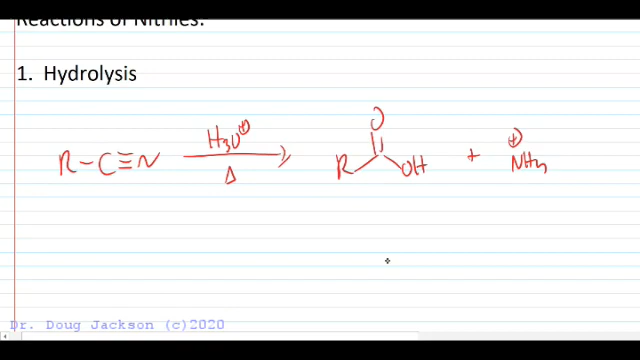 Reactions of Nitriles:
1. Hydrolysis
R-C≡N H₃O⊕ Δ → R O OH + ⊕NH₄
Dr. Doug Jackson (c)2020